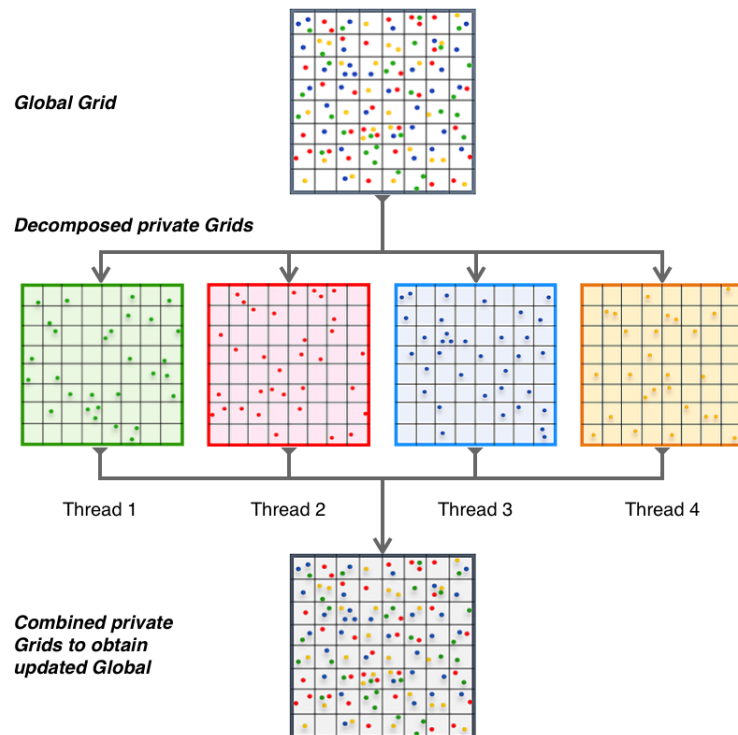 Global Grid
Decomposed private Grids
Thread 1
Thread 2
Thread 3
Thread 4
Combined private
Grids to obtain
updated Global